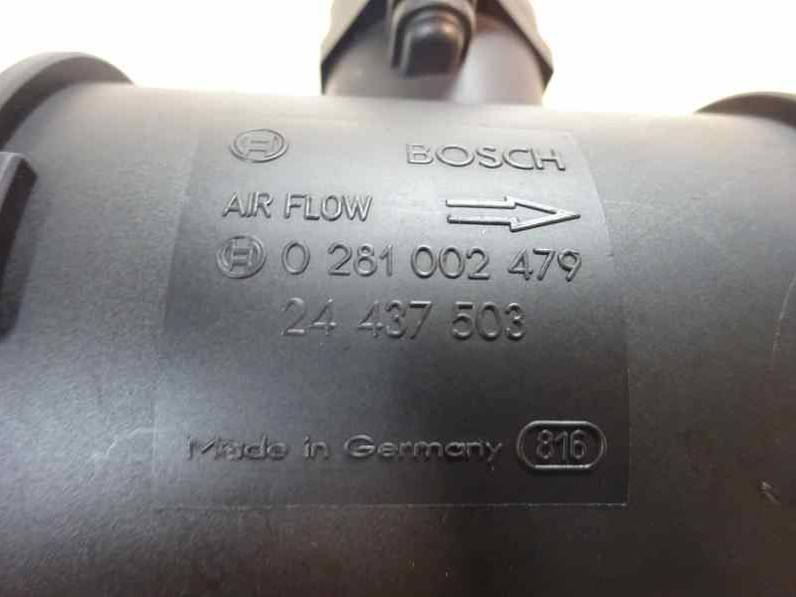 BOSCH
AIR FLOW
0 281 002 479
24 437 503
Made in Germany 816